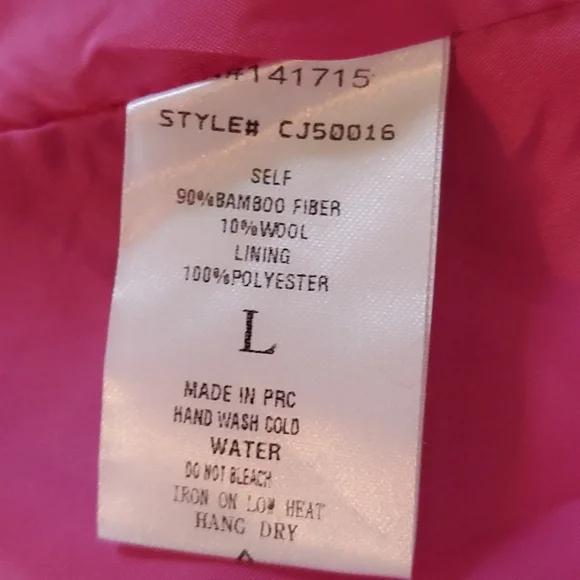 #141715
STYLE# CJ50016
SELF
90%BAMBOO FIBER
10%WOOL
LINING
100%POLYESTER
L
MADE IN PRC
HAND WASH COLD
WATER
DO NOT BLEACH
IRON ON LOW HEAT
HANG DRY